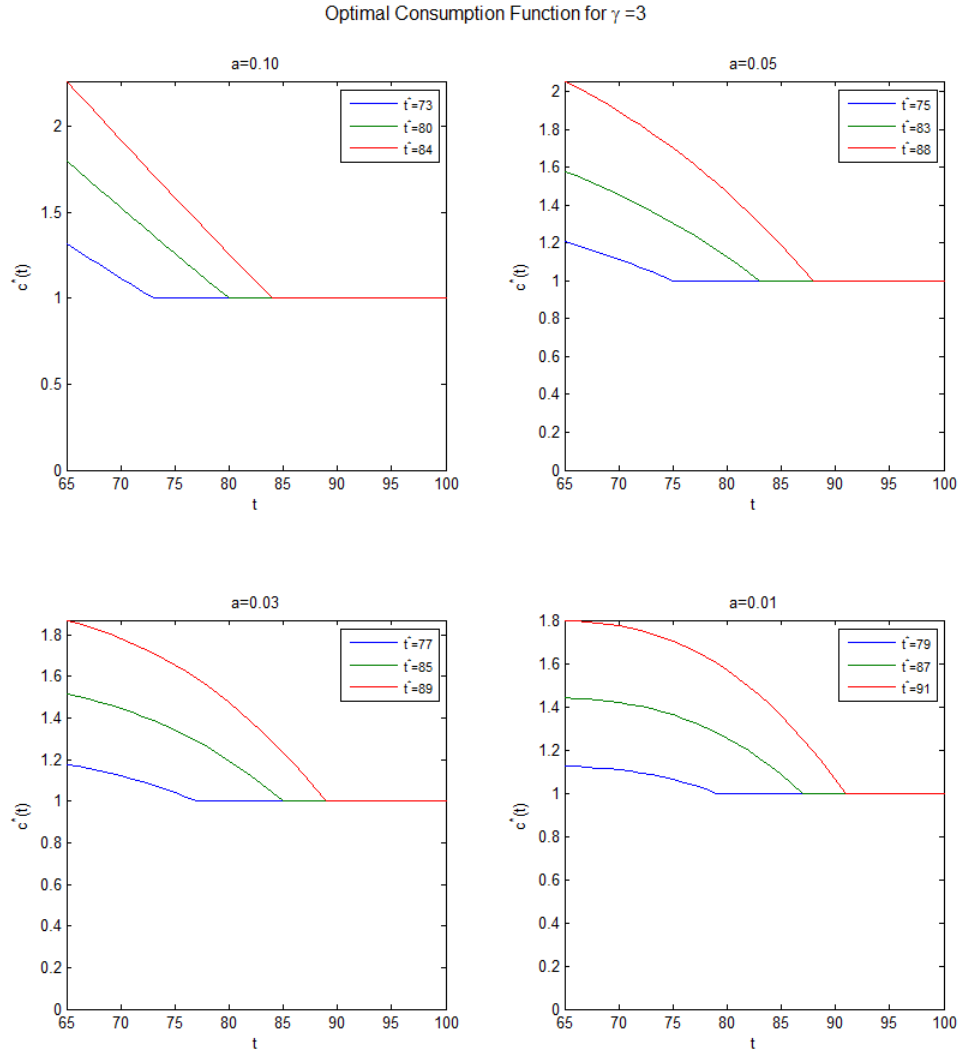 Optimal Consumption Function for γ =3
a=0.10
c*(t)
2
1.5
1
0.5
0
65 70 75 80 85 90 95 100
t
t^=73
t^=80
t^=84
a=0.05
c*(t)
2
1.8
1.6
1.4
1.2
1
0.8
0.6
0.4
0.2
0
65 70 75 80 85 90 95 100
t
t^=75
t^=83
t^=88
a=0.03
c*(t)
1.8
1.6
1.4
1.2
1
0.8
0.6
0.4
0.2
0
65 70 75 80 85 90 95 100
t
t^=77
t^=85
t^=89
a=0.01
c*(t)
1.8
1.6
1.4
1.2
1
0.8
0.6
0.4
0.2
0
65 70 75 80 85 90 95 100
t
t^=79
t^=87
t^=91